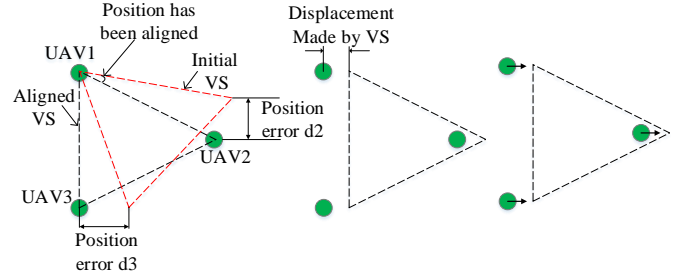 Position has
been aligned
UAV1
Initial
VS
Aligned
VS
Position
error d2
UAV2
UAV3
Position
error d3
Displacement
Made by VS